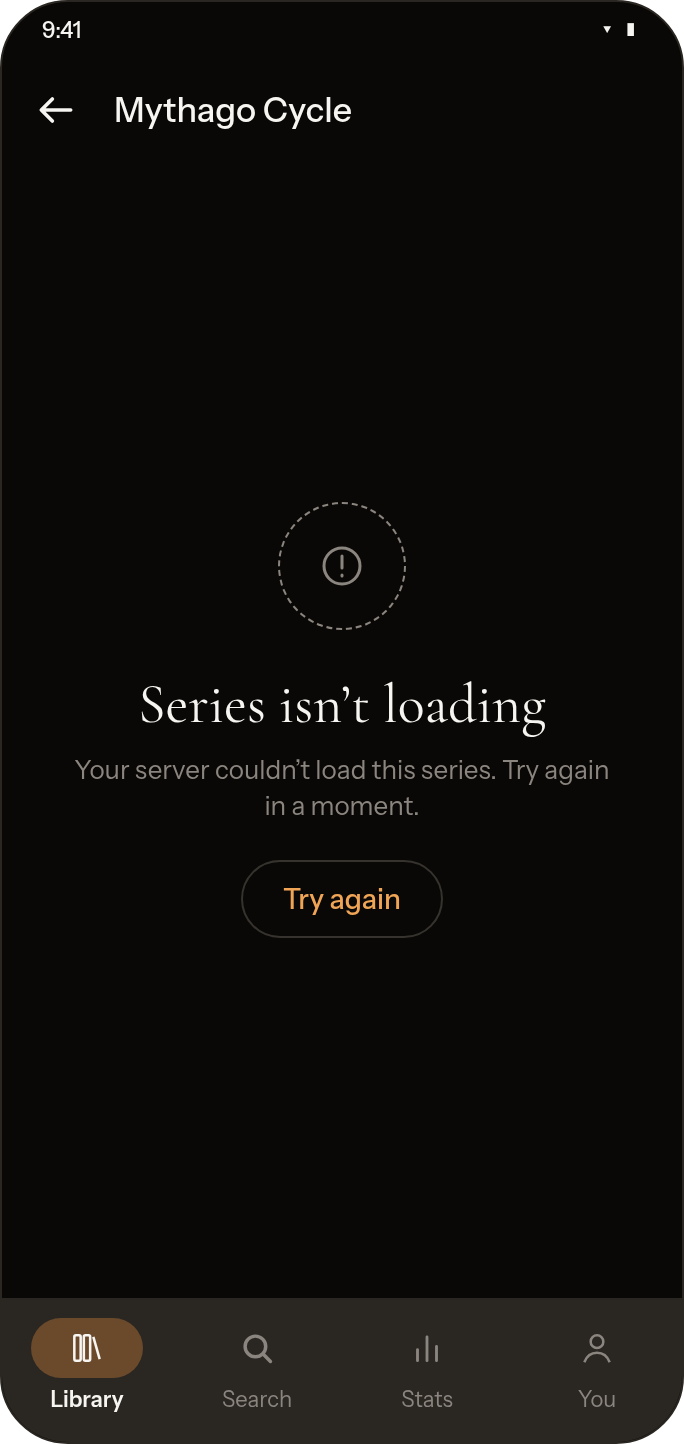 9:41
Mythago Cycle
Series isn’t loading
Your server couldn’t load this series. Try again
in a moment.
Try again
Library
Search
Stats
You